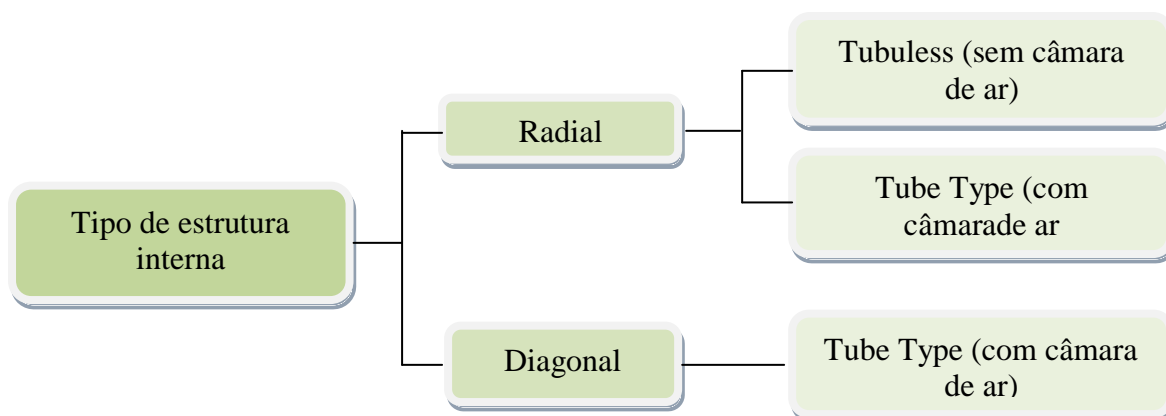 Tipo de estrutura
interna
Radial
Tubuless (sem câmara
de ar)
Tube Type (com
câmarade ar
Diagonal
Tube Type (com câmara
de ar)